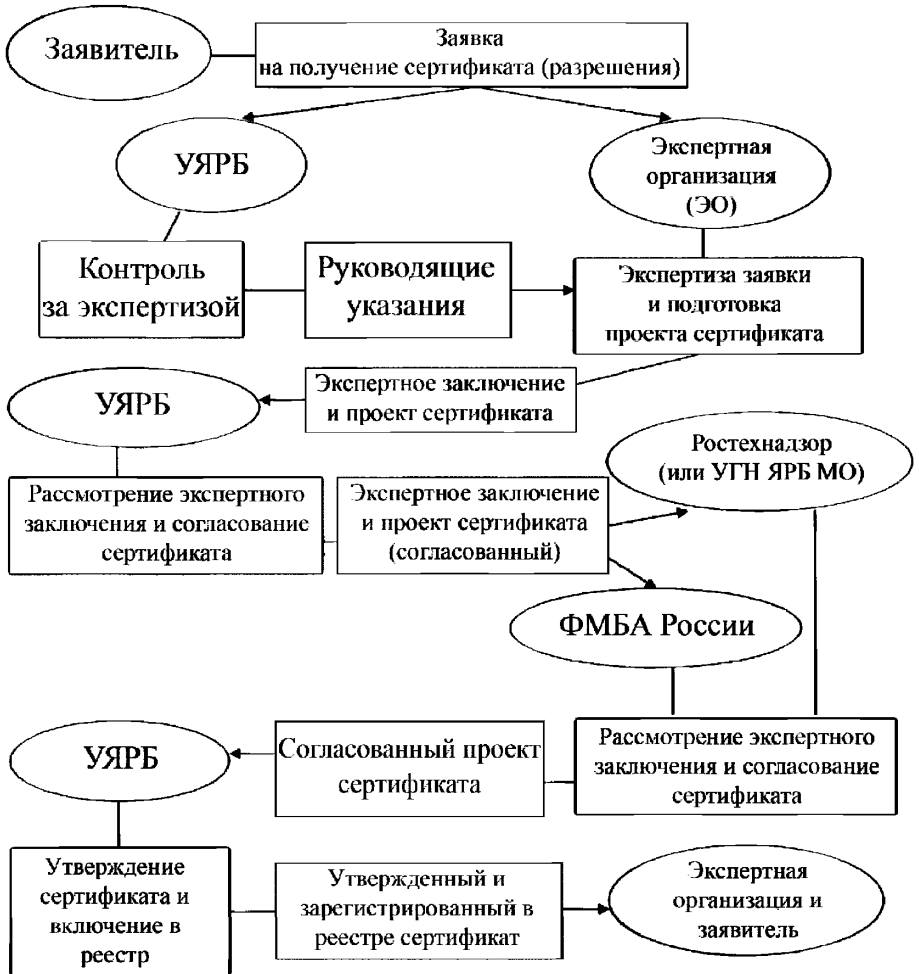 Заявитель
Заявка
на получение сертификата (разрешения)
УЯРБ
Экспертная
организация
(ЭО)
Контроль
за экспертизой
Руководящие
указания
Экспертиза заявки
и подготовка
проекта сертификата
УЯРБ
Экспертное заключение
и проект сертификата
Ростехнадзор
(или УГН ЯРБ МО)
Рассмотрение экспертного
заключения и согласование
сертификата
Экспертное заключение
и проект сертификата
(согласованный)
ФМБА России
УЯРБ
Согласованный проект
сертификата
Рассмотрение экспертного
заключения и согласование
сертификата
Утверждение
сертификата и
включение в
реестр
Утвержденный и
зарегистрированный в
реестре сертификат
Экспертная
организация и
заявитель